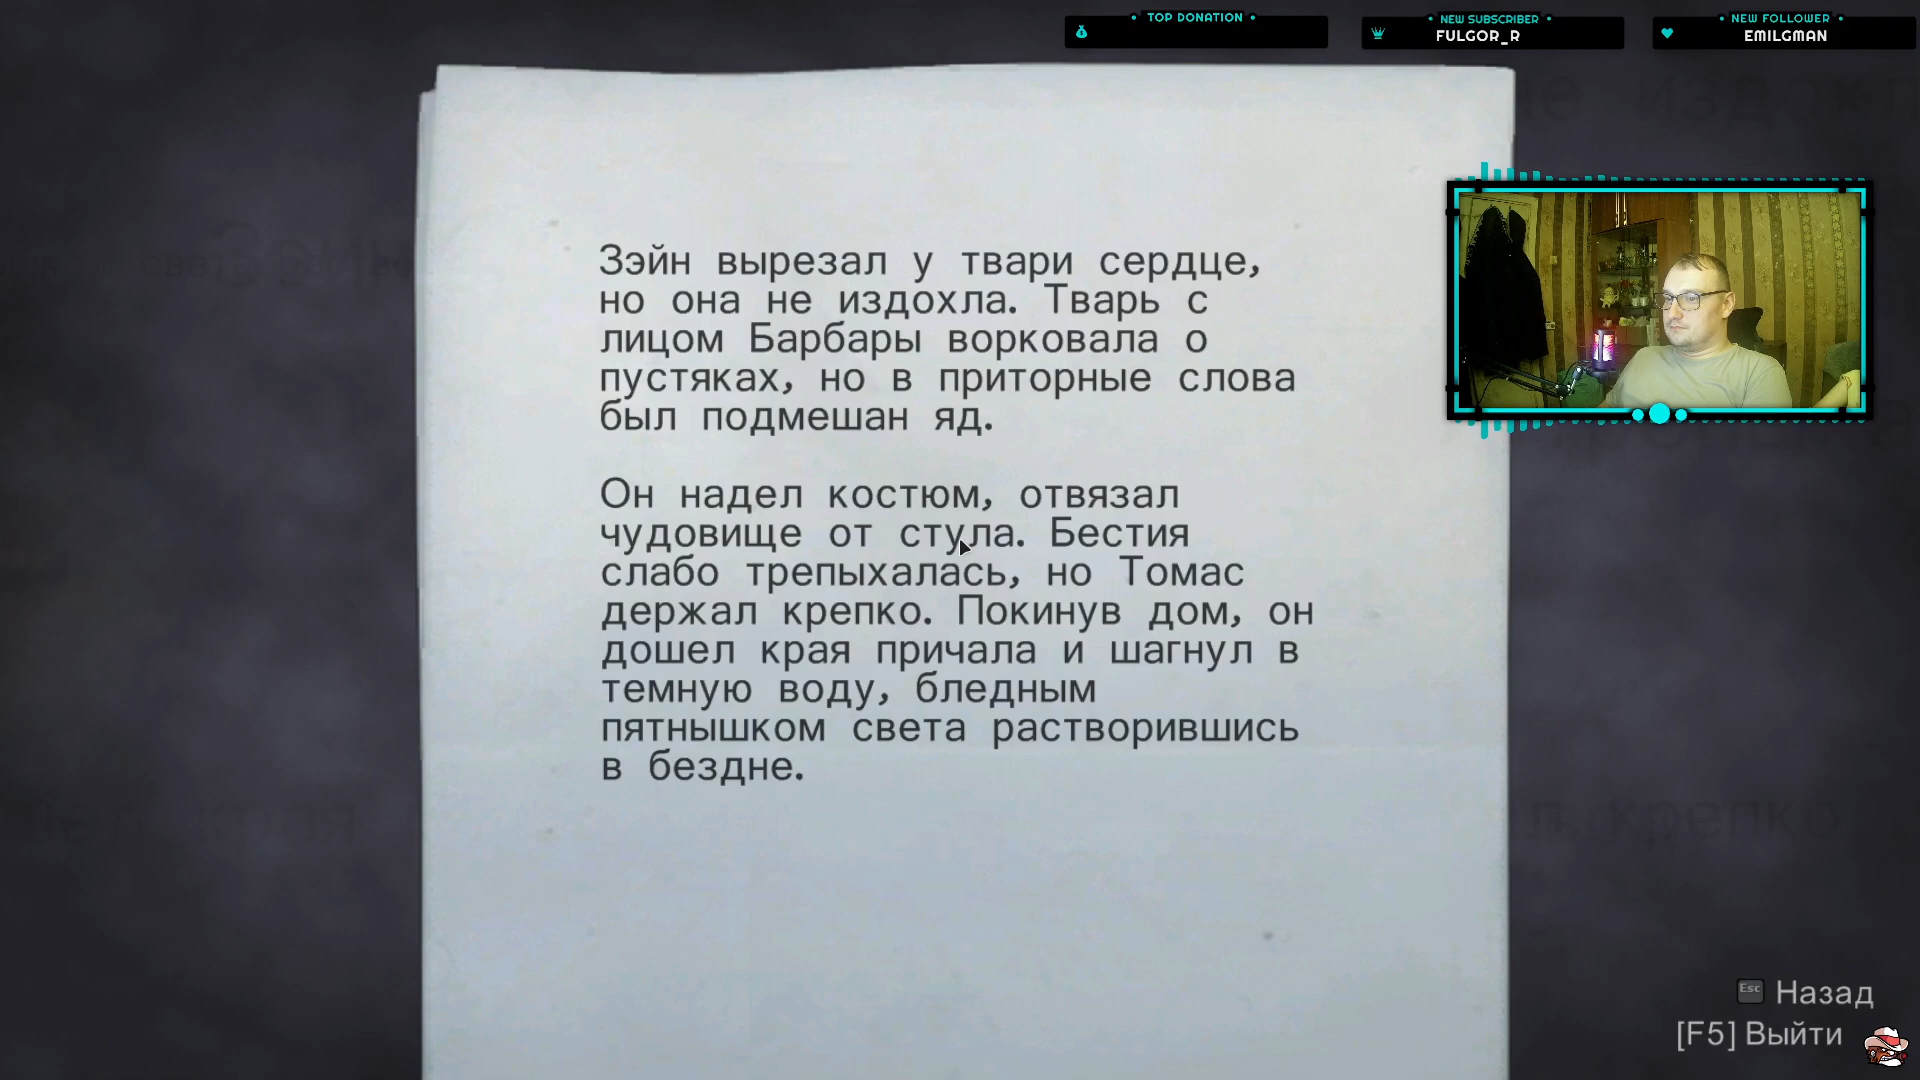 TOP DONATION
NEW SUBSCRIBER
FULGOR_R
NEW FOLLOWER
EMILGMAN
Зэйн вырезал у твари сердце,
но она не издохла. Тварь с
лицом Барбары ворковала о
пустяках, но в приторные слова
был подмешан яд.
Он надел костюм, отвязал
чудовище от стула. Бестия
слабо трепыхалась, но Томас
держал крепко. Покинув дом, он
дошел края причала и шагнул в
темную воду, бледным
пятнышком света растворившись
в бездне.
Esc Назад
[F5] Выйти